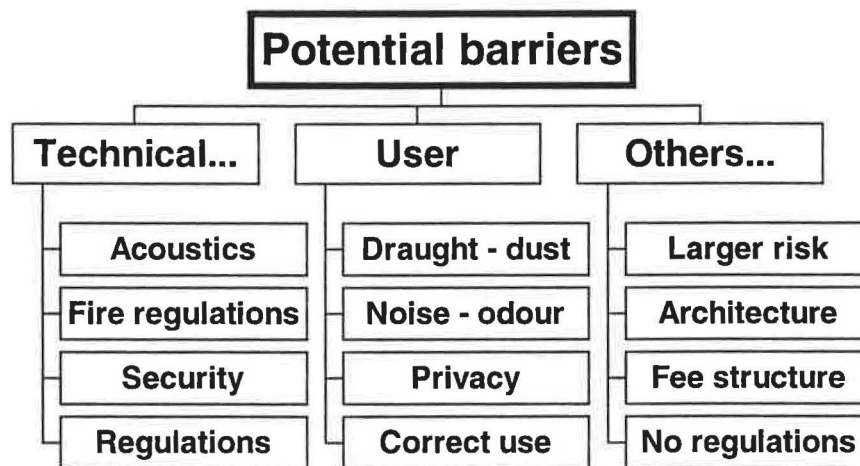 Potential barriers
Technical...
User
Others...
Acoustics
Draught - dust
Larger risk
Fire regulations
Noise - odour
Architecture
Security
Privacy
Fee structure
Regulations
Correct use
No regulations